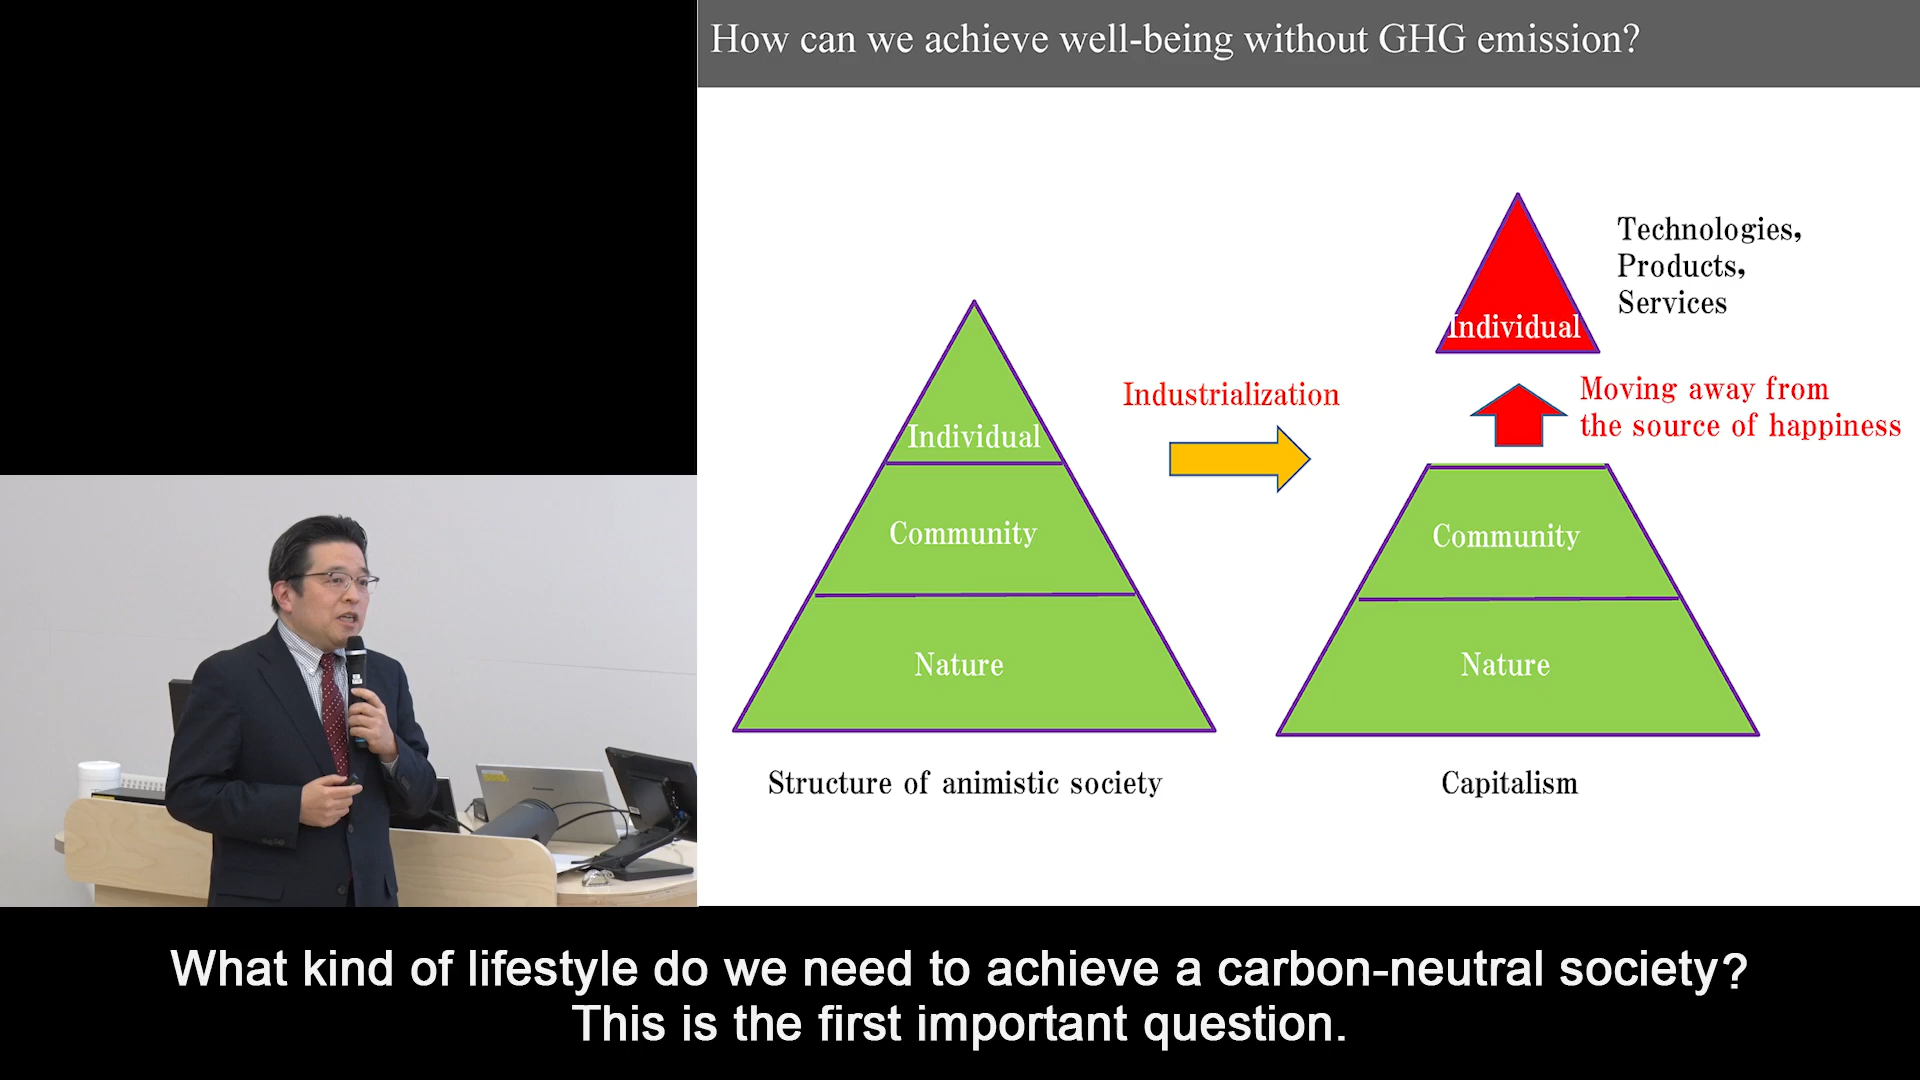 How can we achieve well-being without GHG emission?
Technologies,
Products,
Services
Individual
Moving away from
the source of happiness
Industrialization
Individual
Community
Nature
Community
Nature
Structure of animistic society
Capitalism
What kind of lifestyle do we need to achieve a carbon-neutral society?
This is the first important question.